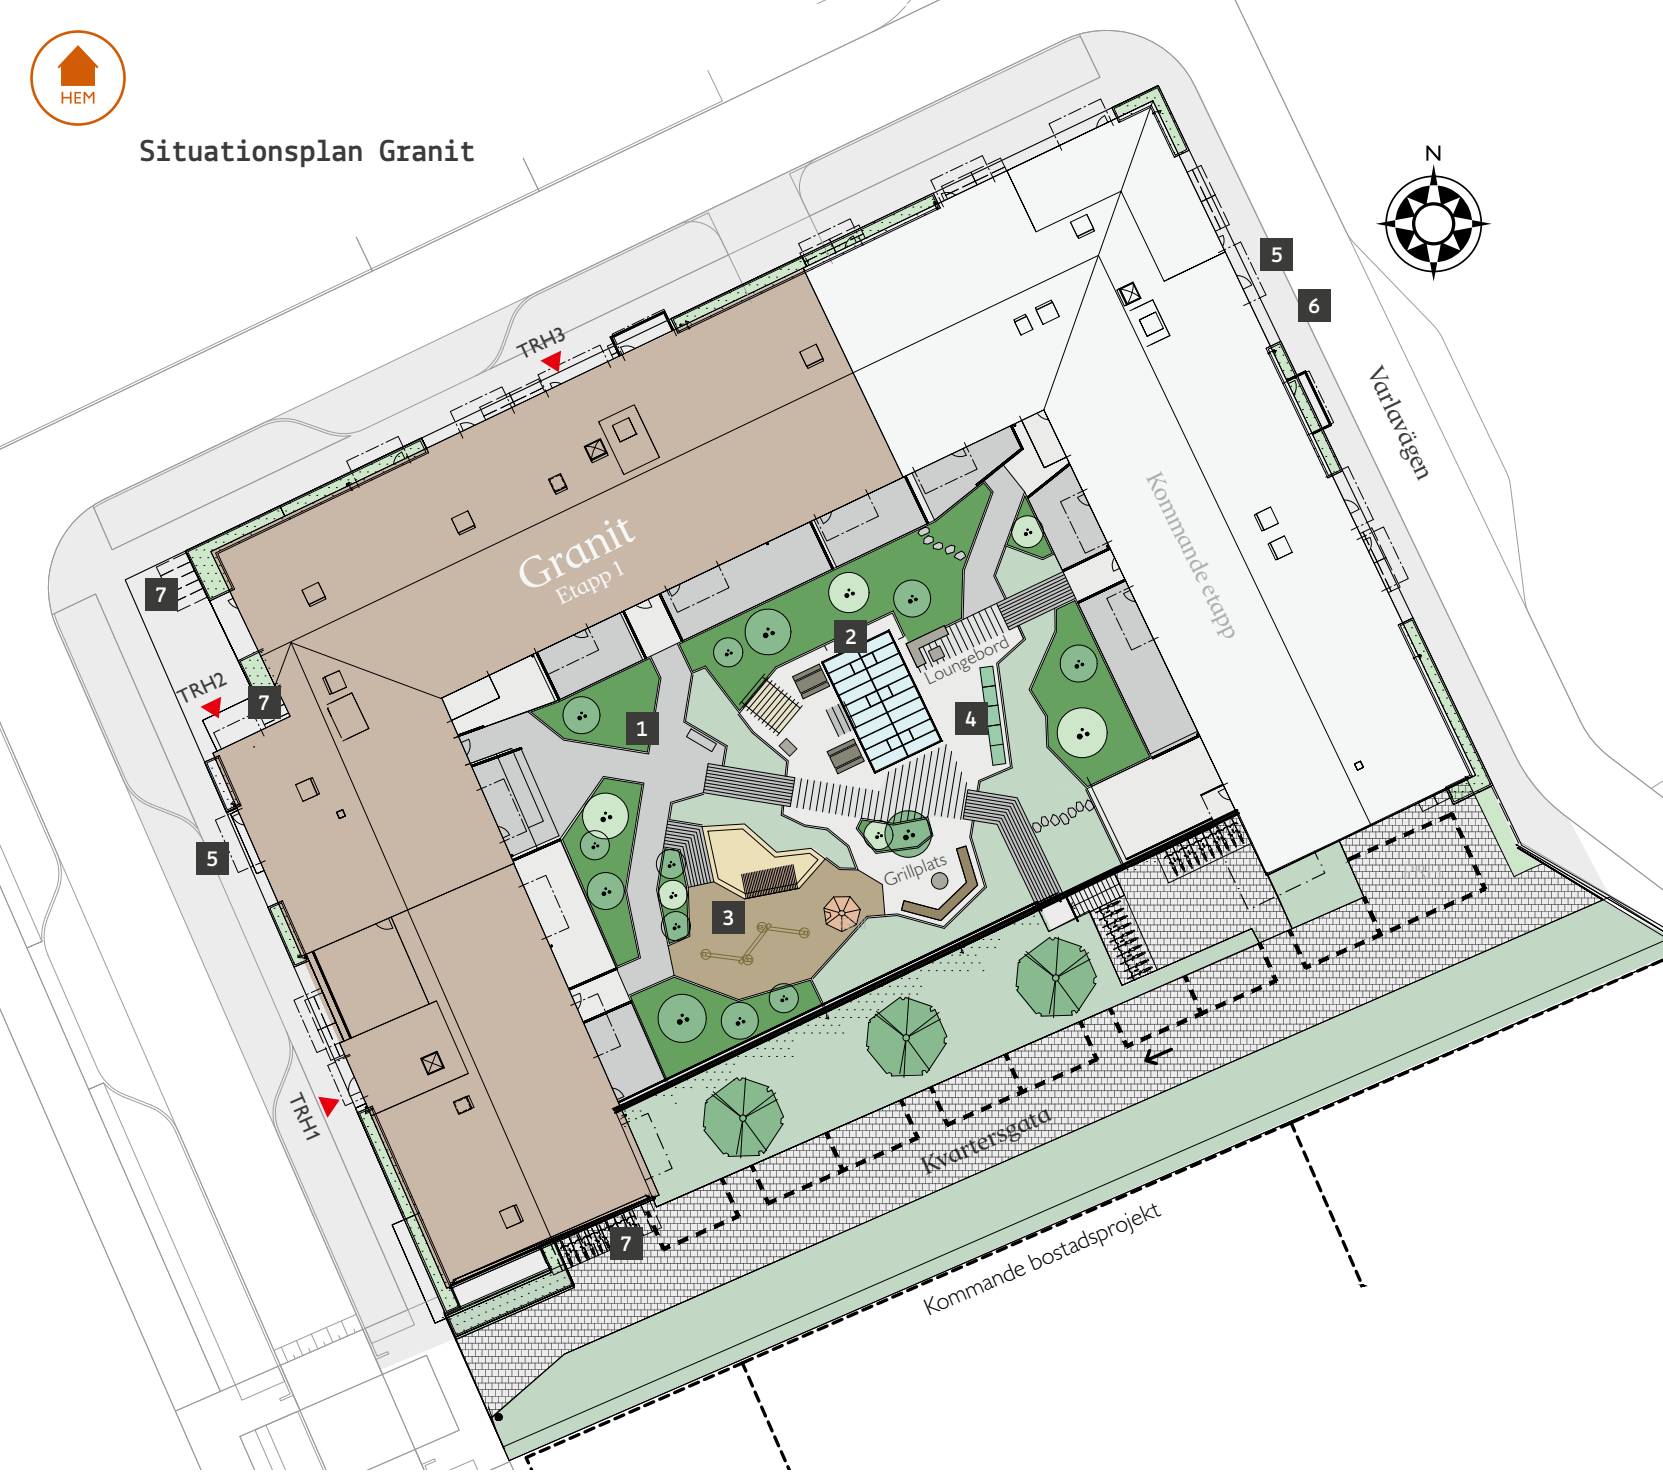 HEM
Situationsplan Granit
N
5
6
TRH3
Varlavägen
Granit
Etapp 1
Kommande etapp
7
2
Loungebord
TRH2
7
1
4
5
Grillplats
3
TRH1
Kvartersgata
7
Kommande bostadsprojekt